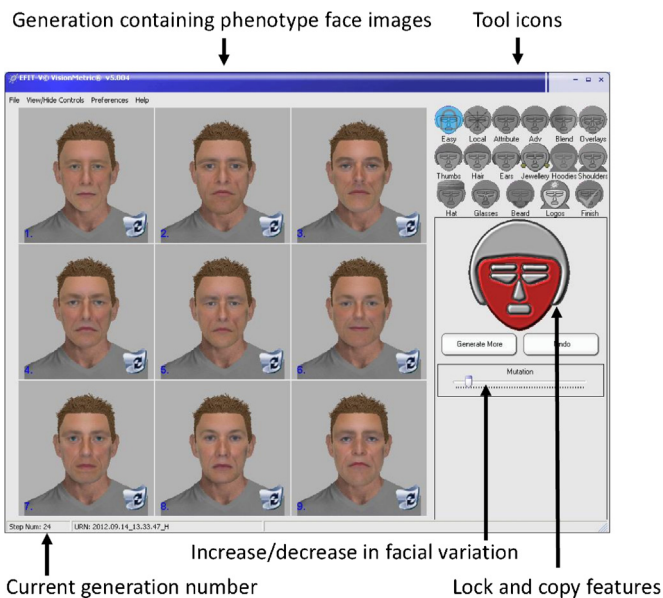 Generation containing phenotype face images
Tool icons
EFIT-V© VisionMetric® v5.004
File View/Hide Controls Preferences Help
Easy Local Attribute Adv Blend Overlays
Thumbs Hair Ears Jewellery Hoodies Shoulders
Hat Glasses Beard Logos Finish
1. 2. 3.
4. 5. 6.
Generate More
Undo
Mutation
7. 8. 9.
Step Num: 24 URN: 2012.09.14_13.33.47_H
Increase/decrease in facial variation
Current generation number
Lock and copy features